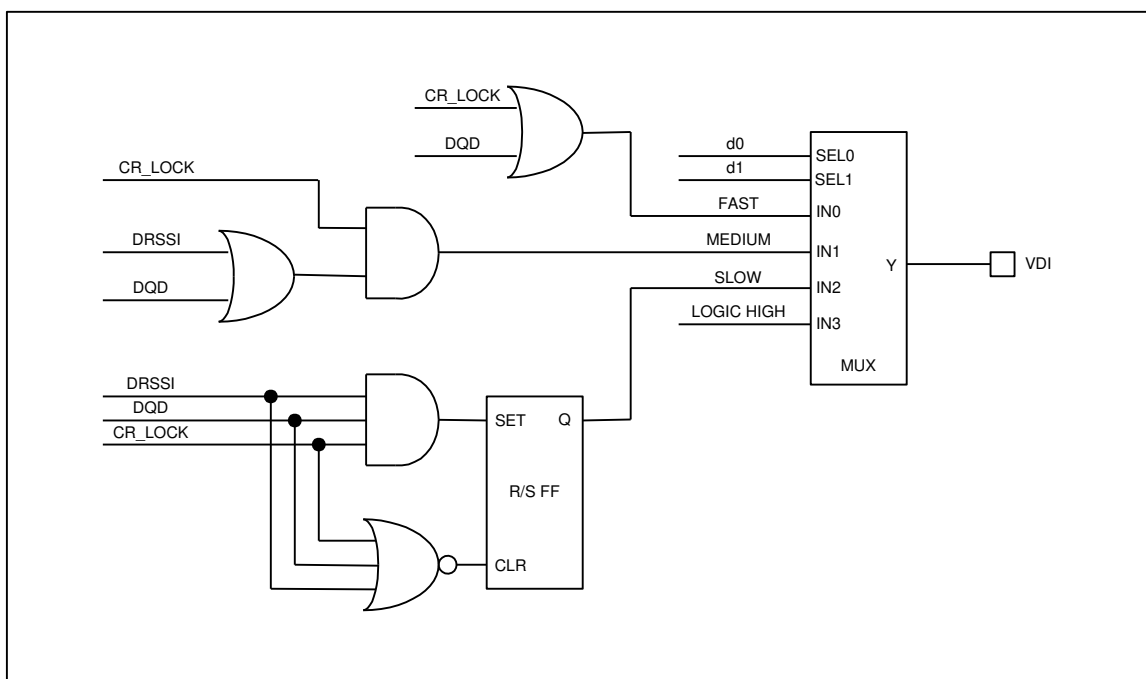 CR_LOCK
DQD
CR_LOCK
DRSSI
DQD
d0
d1
FAST
MEDIUM
SLOW
LOGIC HIGH
SEL0
SEL1
IN0
IN1
IN2
IN3
Y
MUX
VDI
DRSSI
DQD
CR_LOCK
SET
Q
R/S FF
CLR